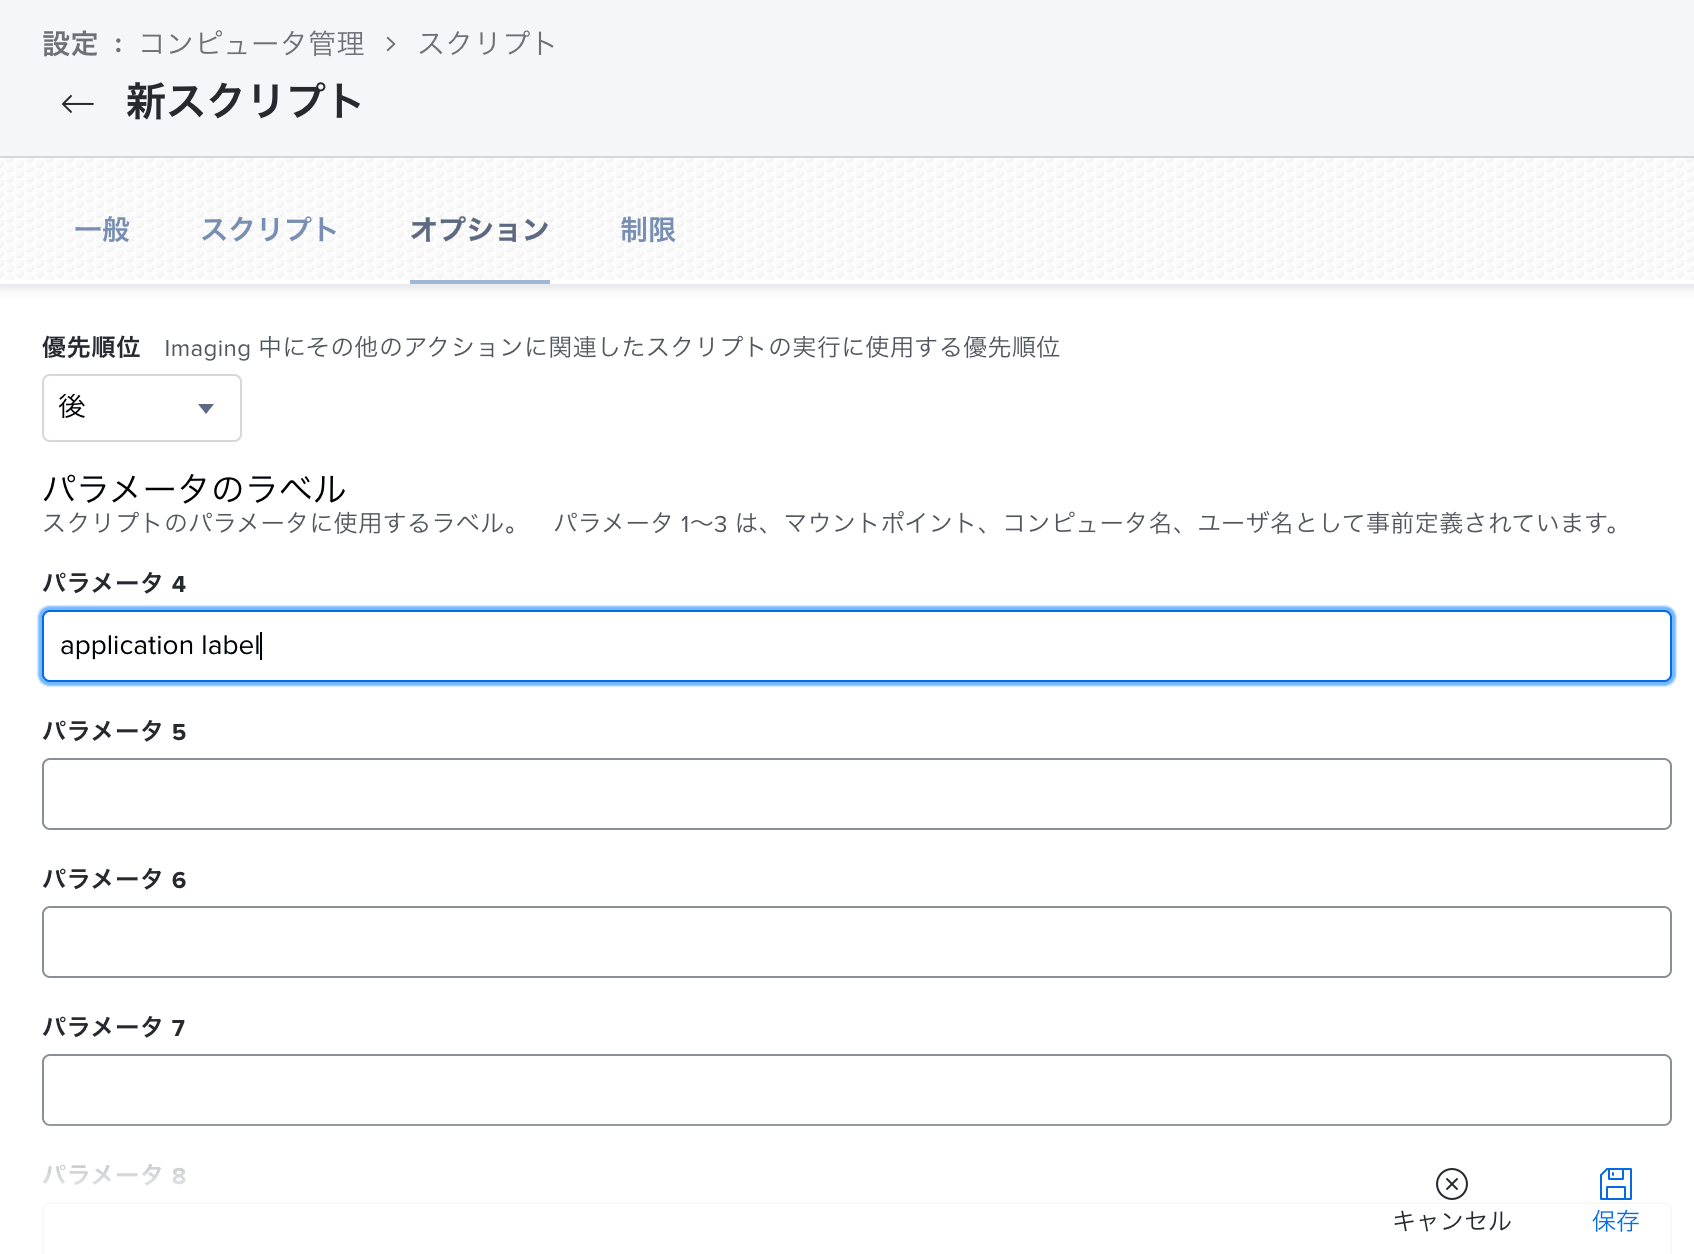 設定 : コンピュータ管理 > スクリプト
← 新スクリプト
一般 スクリプト オプション 制限
優先順位 Imaging 中にその他のアクションに関連したスクリプトの実行に使用する優先順位
後
パラメータのラベル
スクリプトのパラメータに使用するラベル。 パラメータ 1〜3 は、マウントポイント、コンピュータ名、ユーザ名として事前定義されています。
パラメータ 4
application label
パラメータ 5
パラメータ 6
パラメータ 7
パラメータ 8
キャンセル 保存